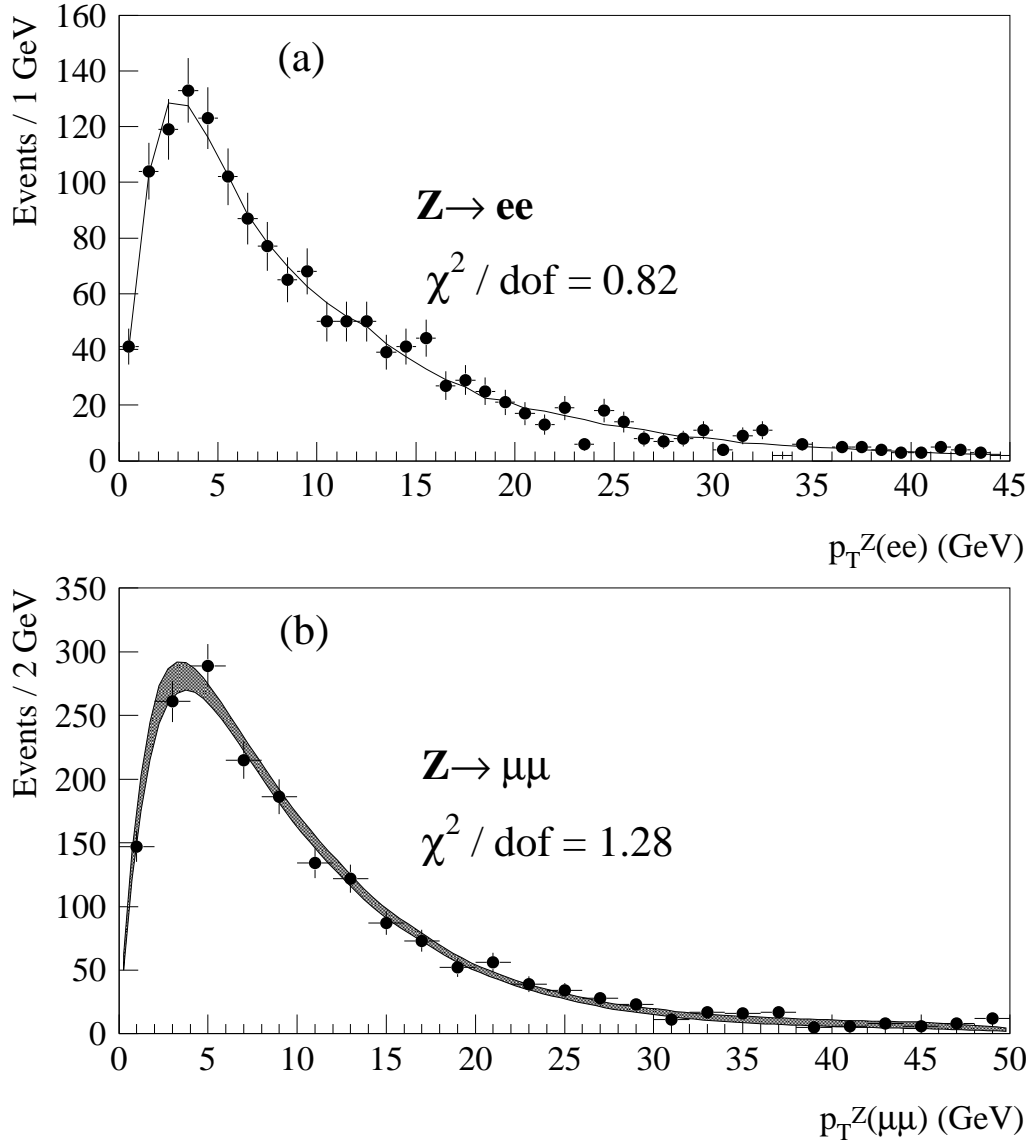 (a)
Events / 1 GeV
160
140
120
100
80
60
40
20
0
Z→ ee
χ² / dof = 0.82
0 5 10 15 20 25 30 35 40 45
p_T^Z(ee) (GeV)
(b)
Events / 2 GeV
350
300
250
200
150
100
50
0
Z→ μμ
χ² / dof = 1.28
0 5 10 15 20 25 30 35 40 45 50
p_T^Z(μμ) (GeV)